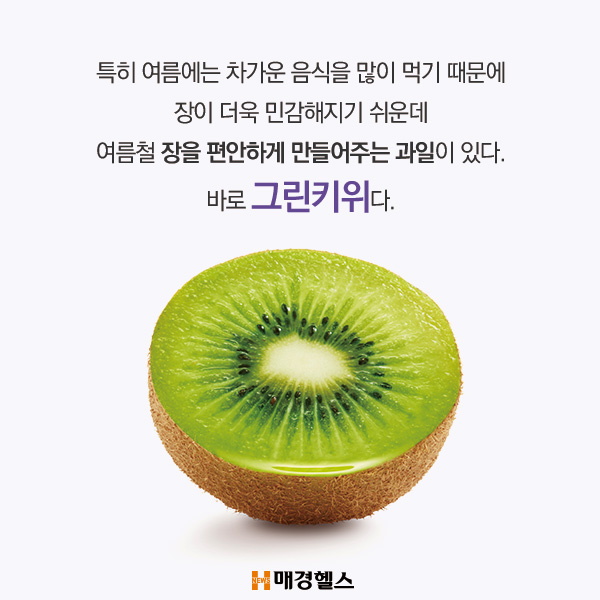 특히 여름에는 차가운 음식을 많이 먹기 때문에
장이 더욱 민감해지기 쉬운데
여름철 장을 편안하게 만들어주는 과일이 있다.
바로 그린키위다.
H NEWS 매경헬스